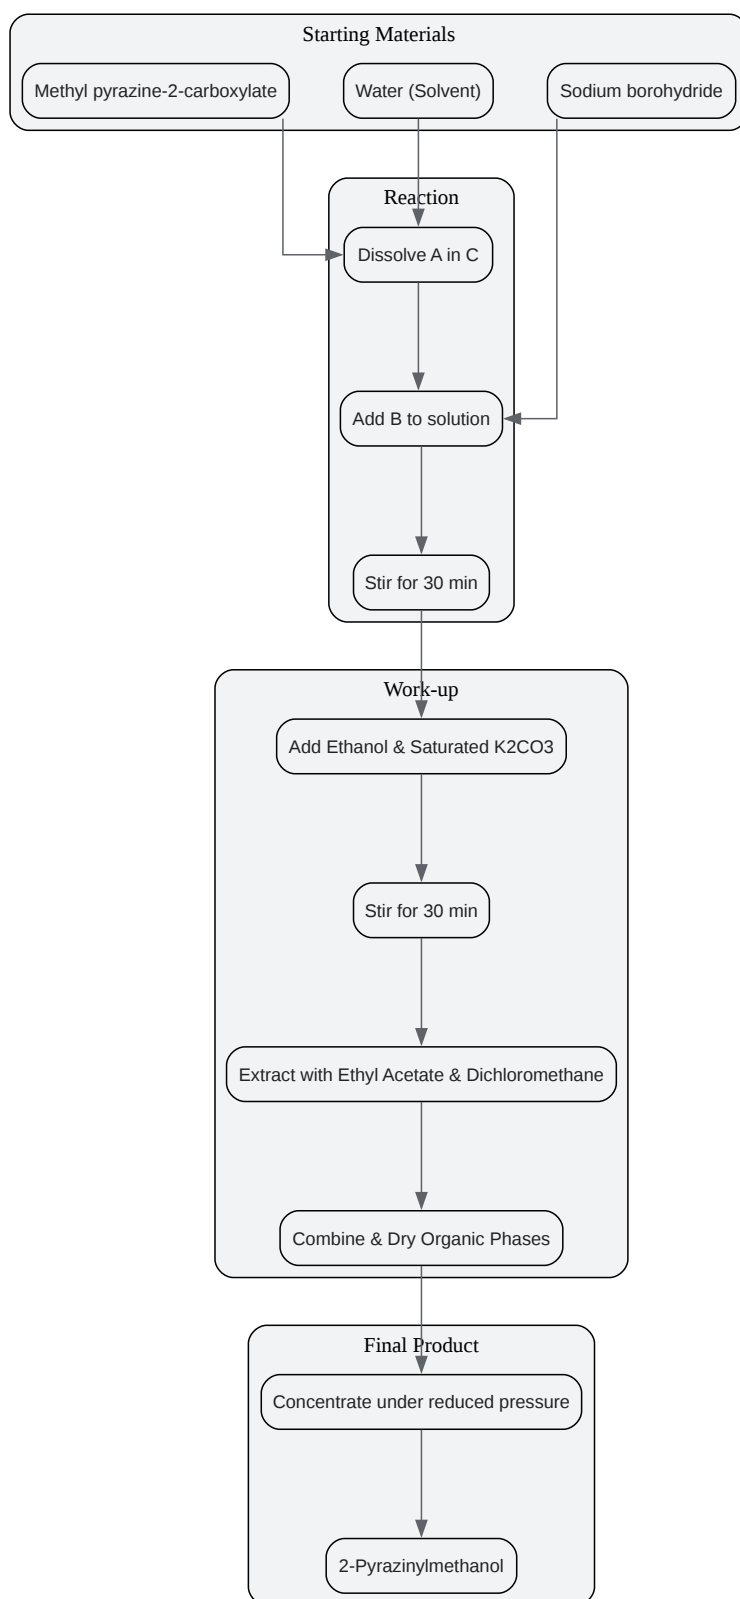 Starting Materials
Methyl pyrazine-2-carboxylate
Water (Solvent)
Sodium borohydride
Reaction
Dissolve A in C
Add B to solution
Stir for 30 min
Work-up
Add Ethanol & Saturated K2CO3
Stir for 30 min
Extract with Ethyl Acetate & Dichloromethane
Combine & Dry Organic Phases
Final Product
Concentrate under reduced pressure
2-Pyrazinylmethanol